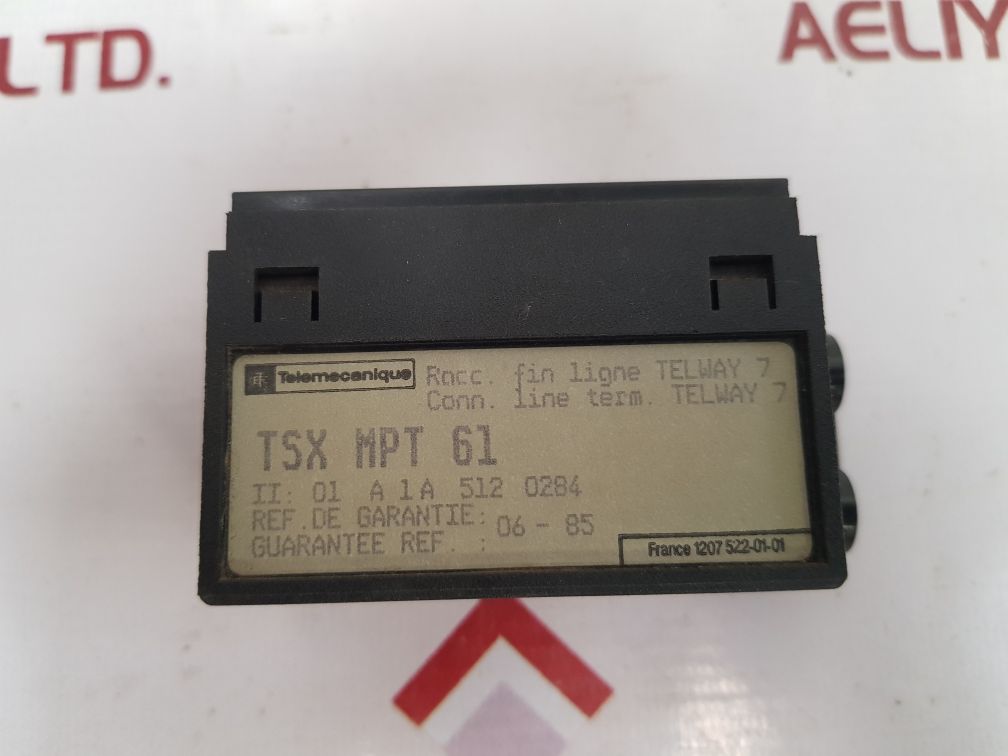 LTD.
AELIY
Telemecanique
Racc. fin ligne TELWAY 7
Conn. line term. TELWAY 7
TSX MPT 61
II: 01 A 1 A 512 0284
REF.DE GARANTIE: 06 - 85
GUARANTEE REF. :
France 1207 522-01-01